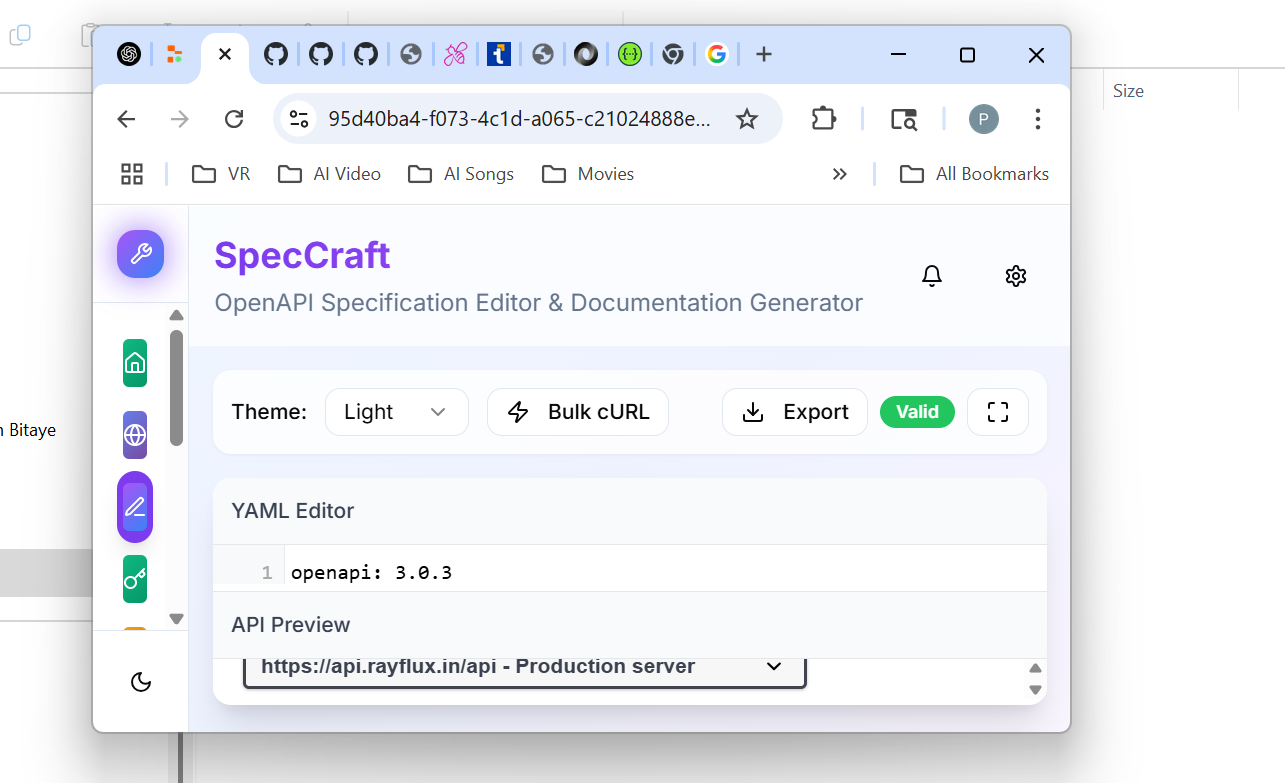 Size
95d40ba4-f073-4c1d-a065-c21024888e...
P
VR
AI Video
AI Songs
Movies
All Bookmarks
SpecCraft
OpenAPI Specification Editor & Documentation Generator
Theme:
Light
Bulk cURL
Export
Valid
n Bitaye
YAML Editor
1 openapi: 3.0.3
API Preview
https://api.rayflux.in/api - Production server